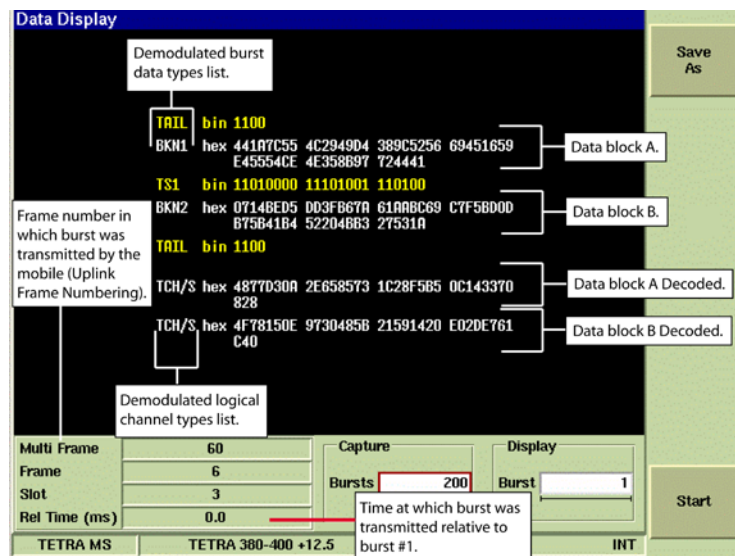 Data Display
Save
As
Demodulated burst
data types list.
TAIL bin 1100
BKN1 hex 441A7C55 4C2949D4 389C5256 69451659
E45554CE 4E358B97 724441
Data block A.
TS1 bin 11010000 11101001 110100
BKN2 hex 0714BED5 DD3FB67A 61AABC69 C7F5BD0D
B75B41B4 52204BB3 27531A
Data block B.
TAIL bin 1100
Frame number in
which burst was
transmitted by the
mobile (Uplink
Frame Numbering).
TCH/S hex 4877D30A 2E658573 1C28F5B5 0C143370
828
Data block A Decoded.
TCH/S hex 4F78150E 9730485B 21591420 E02DE761
C40
Data block B Decoded.
Demodulated logical
channel types list.
Multi Frame 60
Frame 6
Slot 3
Rel Time (ms) 0.0
Capture
Bursts 200
Display
Burst 1
Time at which burst was
transmitted relative to
burst #1.
Start
TETRA MS TETRA 380-400 +12.5 INT